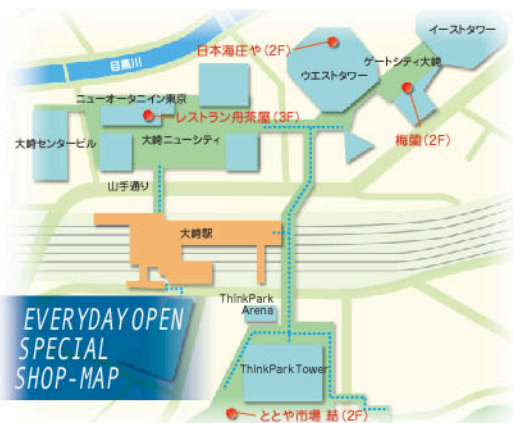 イーストタワー
日本海庄や(2F)
目黒川
ゲートシティ大崎
ウエストタワー
ニューオータニイン東京
レストラン舟茶屋(3F)
大崎センタービル
大崎ニューシティ
梅蘭(2F)
山手通り
大崎駅
ThinkPark
Arena
EVERYDAY OPEN
SPECIAL
SHOP-MAP
ThinkPark Tower
ととや市場 結(2F)